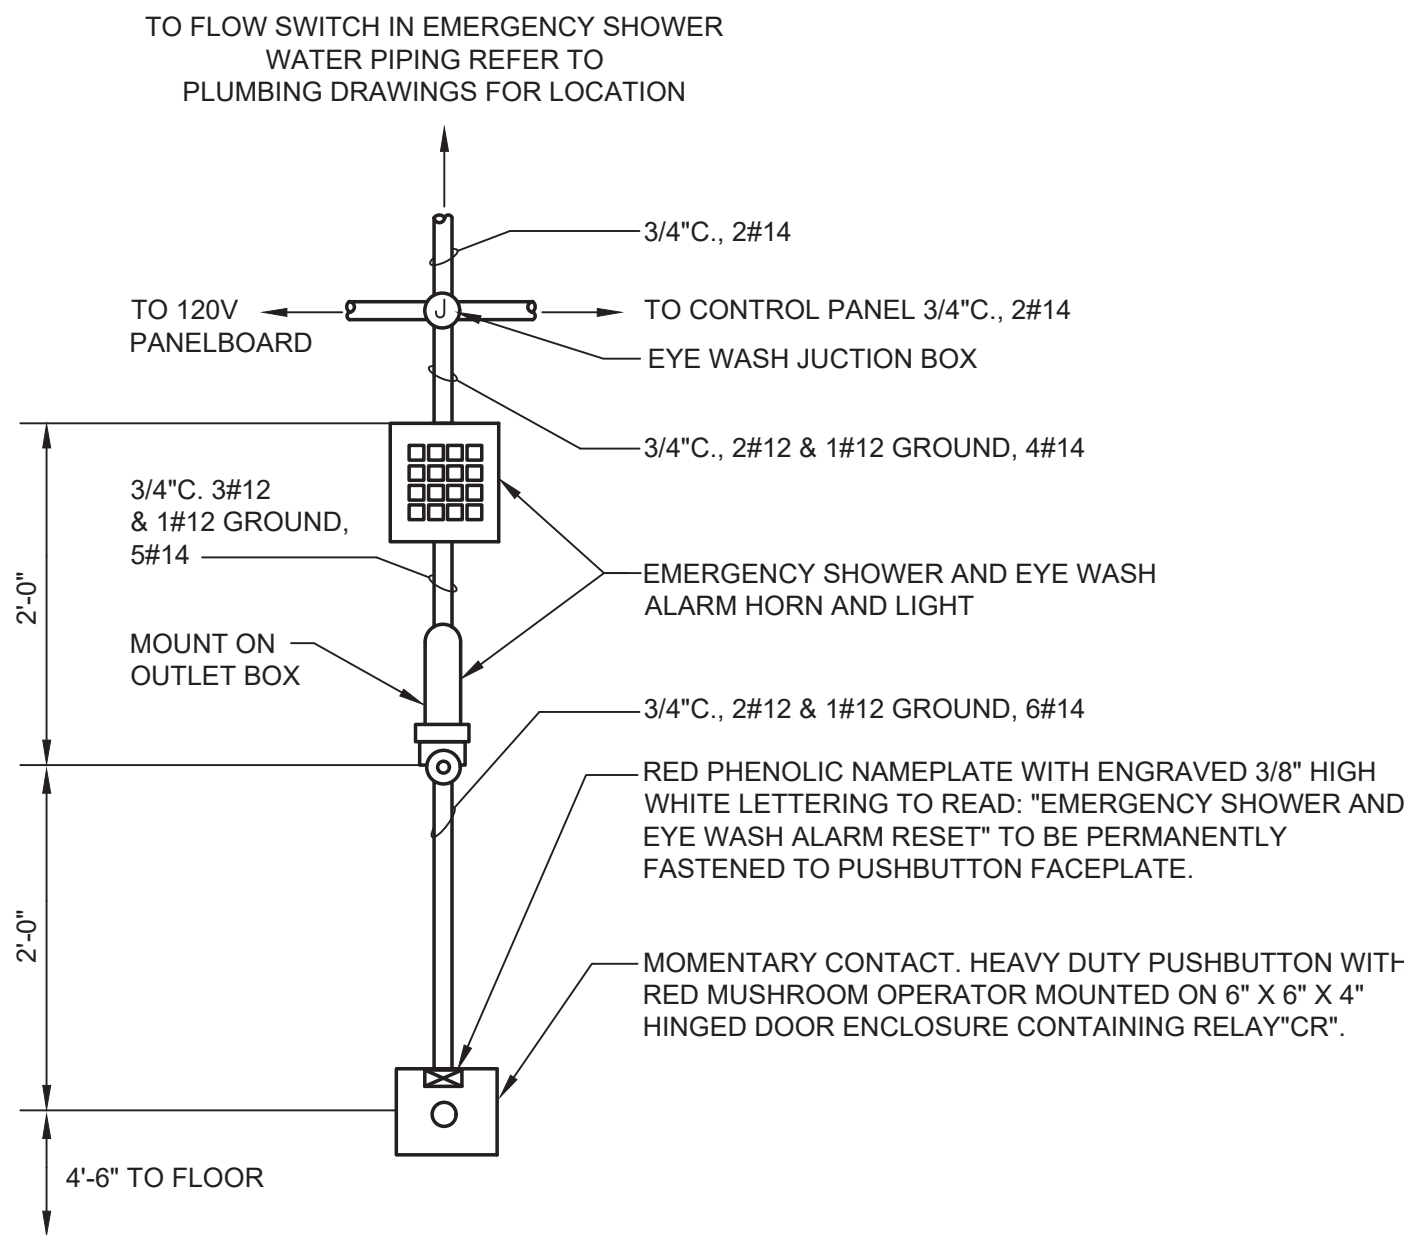 TO FLOW SWITCH IN EMERGENCY SHOWER
WATER PIPING REFER TO
PLUMBING DRAWINGS FOR LOCATION
3/4"C., 2#14
TO 120V
PANELBOARD
J
TO CONTROL PANEL 3/4"C., 2#14
EYE WASH JUCTION BOX
3/4"C., 2#12 & 1#12 GROUND, 4#14
3/4"C. 3#12
& 1#12 GROUND,
5#14
2'-0"
EMERGENCY SHOWER AND EYE WASH
ALARM HORN AND LIGHT
MOUNT ON
OUTLET BOX
3/4"C., 2#12 & 1#12 GROUND, 6#14
RED PHENOLIC NAMEPLATE WITH ENGRAVED 3/8" HIGH
WHITE LETTERING TO READ: "EMERGENCY SHOWER AND
EYE WASH ALARM RESET" TO BE PERMANENTLY
FASTENED TO PUSHBUTTON FACEPLATE.
2'-0"
MOMENTARY CONTACT. HEAVY DUTY PUSHBUTTON WITH
RED MUSHROOM OPERATOR MOUNTED ON 6" X 6" X 4"
HINGED DOOR ENCLOSURE CONTAINING RELAY"CR".
4'-6" TO FLOOR